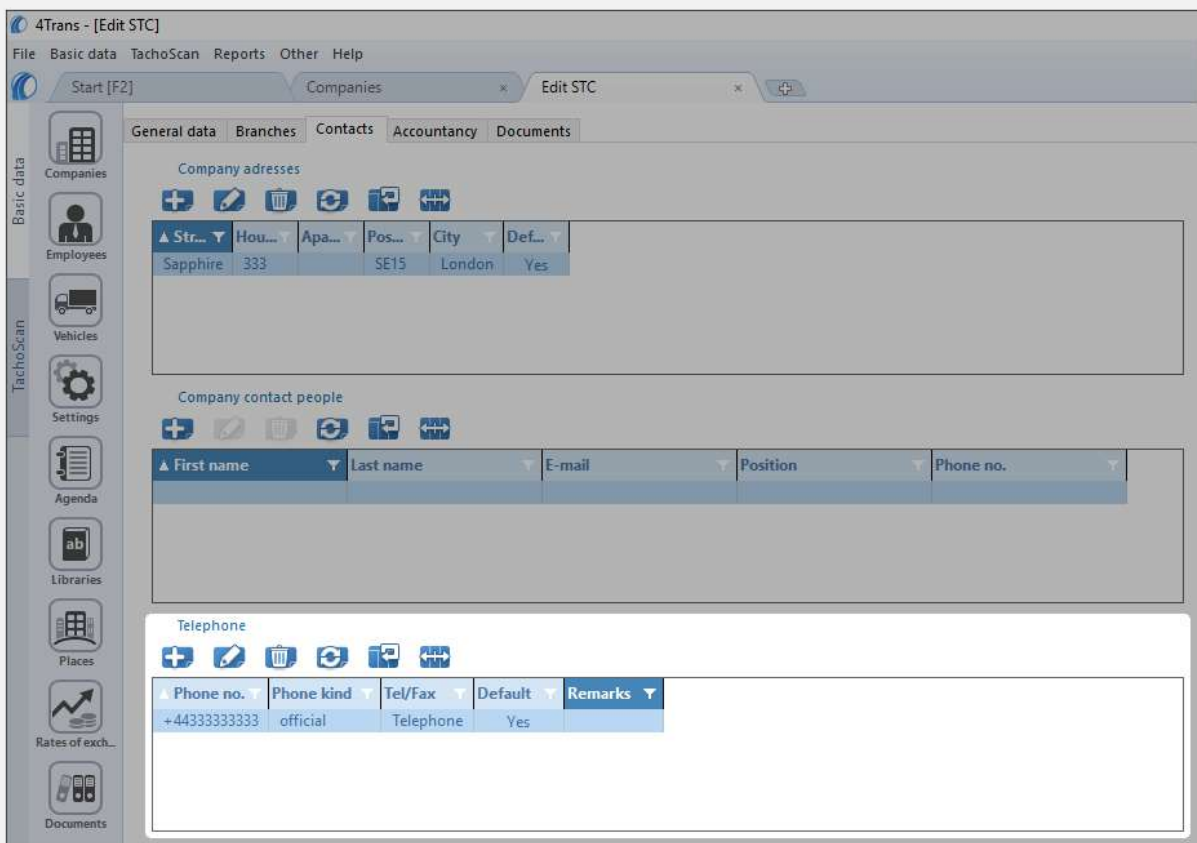 4Trans - [Edit STC]
File Basic data TachoScan Reports Other Help
Start [F2] Companies × Edit STC ×
General data Branches Contacts Accountancy Documents
Basic data
TachoScan
Companies
Employees
Vehicles
Settings
Agenda
ab
Libraries
Places
Rates of exch...
Documents
Company adresses
Str... Hou... Apa... Pos... City Def...
Sapphire 333 SE15 London Yes
Company contact people
First name Last name E-mail Position Phone no.
Telephone
Phone no. Phone kind Tel/Fax Default Remarks
+44333333333 official Telephone Yes